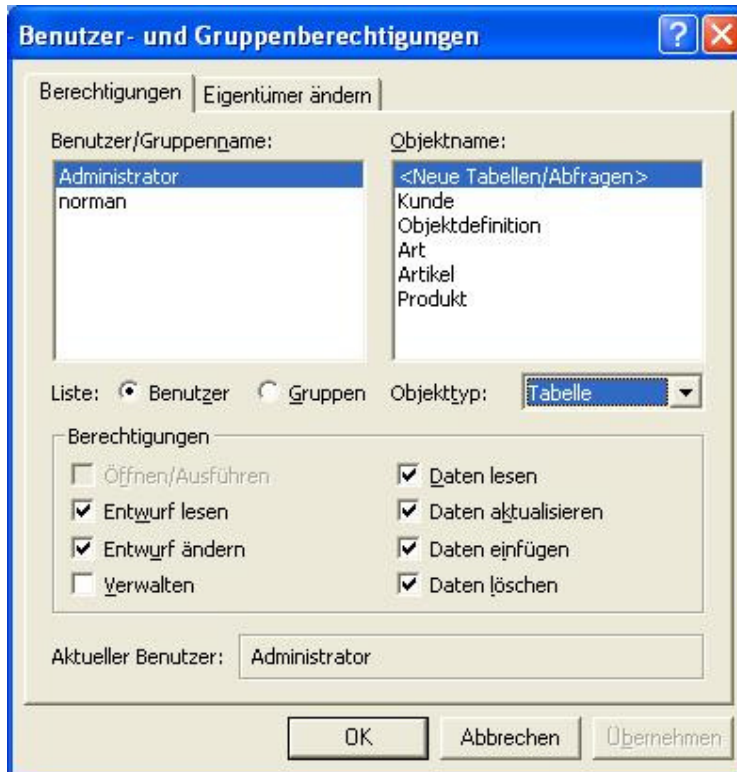 Benutzer- und Gruppenberechtigungen
Berechtigungen
Eigentümer ändern
Benutzer/Gruppenname:
Administrator
norman
Objektname:
<Neue Tabellen/Abfragen>
Kunde
Objektdefinition
Art
Artikel
Produkt
Liste: Benutzer Gruppen
Objekttyp: Tabelle
Berechtigungen
Öffnen/Ausführen
Entwurf lesen
Entwurf ändern
Verwalten
Daten lesen
Daten aktualisieren
Daten einfügen
Daten löschen
Aktueller Benutzer: Administrator
OK Abbrechen Übernehmen